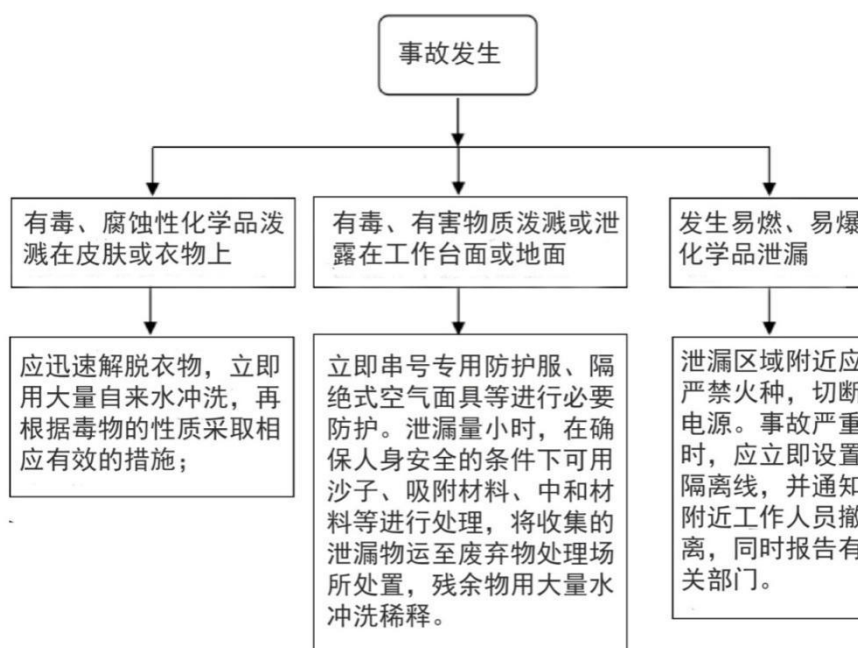 事故发生
有毒、腐蚀性化学品泼
溅在皮肤或衣物上
有毒、有害物质泼溅或泄
露在工作台面或地面
发生易燃、易爆
化学品泄漏
应迅速解脱衣物，立即
用大量自来水冲洗，再
根据毒物的性质采取相
应有效的措施；
立即串号专用防护服、隔
绝式空气面具等进行必要
防护。泄漏量小时，在确
保人身安全的条件下可用
沙子、吸附材料、中和材
料等进行处理，将收集的
泄漏物运至废弃物处理场
所处置，残余物用大量水
冲洗稀释。
泄漏区域附近应
严禁火种，切断
电源。事故严重
时，应立即设置
隔离线，并通知
附近工作人员撤
离，同时报告有
关部门。